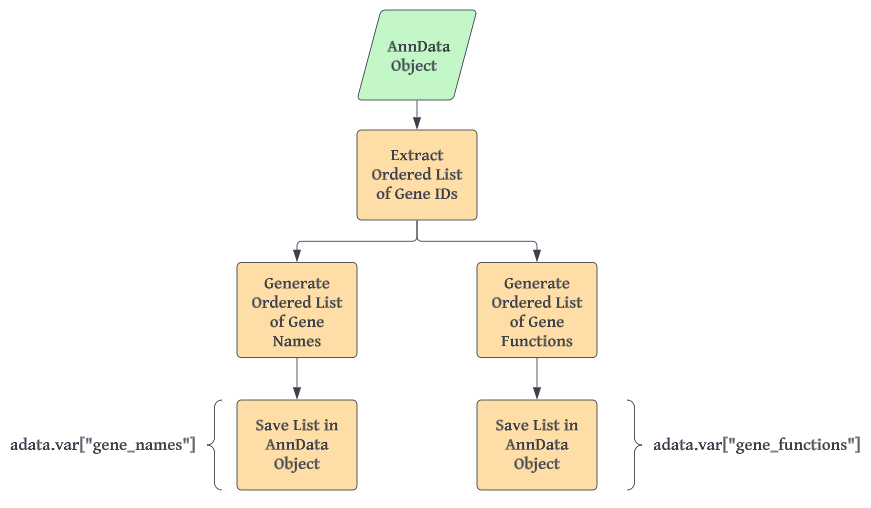 AnnData
Object
Extract
Ordered List
of Gene IDs
Generate
Ordered List
of Gene
Names
Generate
Ordered List
of Gene
Functions
adata.var["gene_names"]
Save List in
AnnData
Object
Save List in
AnnData
Object
adata.var["gene_functions"]